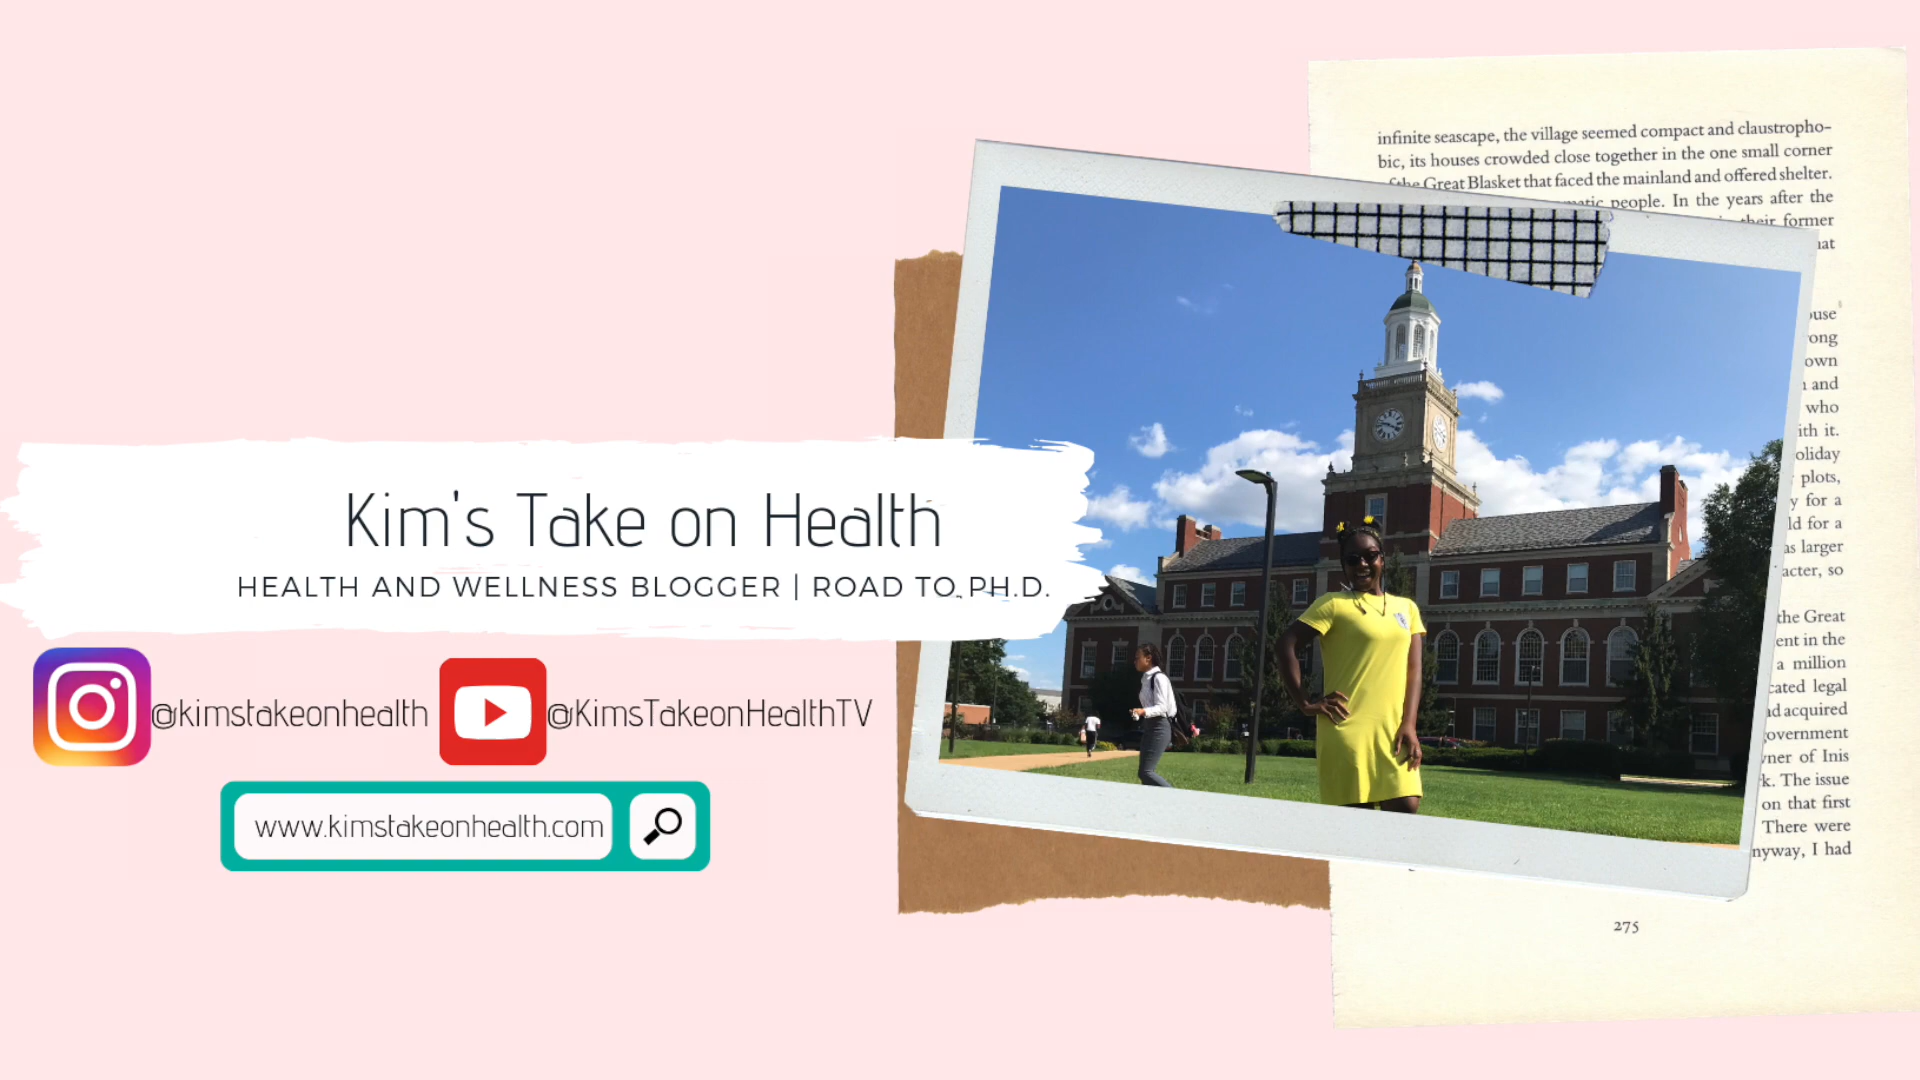 Kim's Take on Health
HEALTH AND WELLNESS BLOGGER | ROAD TO PH.D.
@kimstakeonhealth
@KimsTakeonHealthTV
www.kimstakeonhealth.com
infinite seascape, the village seemed compact and claustropho-
bic, its houses crowded close together in the one small corner
the Great Blasket that faced the mainland and offered shelter.
people. In the years after the
their former
own
and
who
ith it.
oliday
plots,
y for a
ld for a
as larger
acter, so
the Great
ent in the
a million
cated legal
acquired
overnment
ner of Inis
k. The issue
on that first
There were
nyway, I had
275